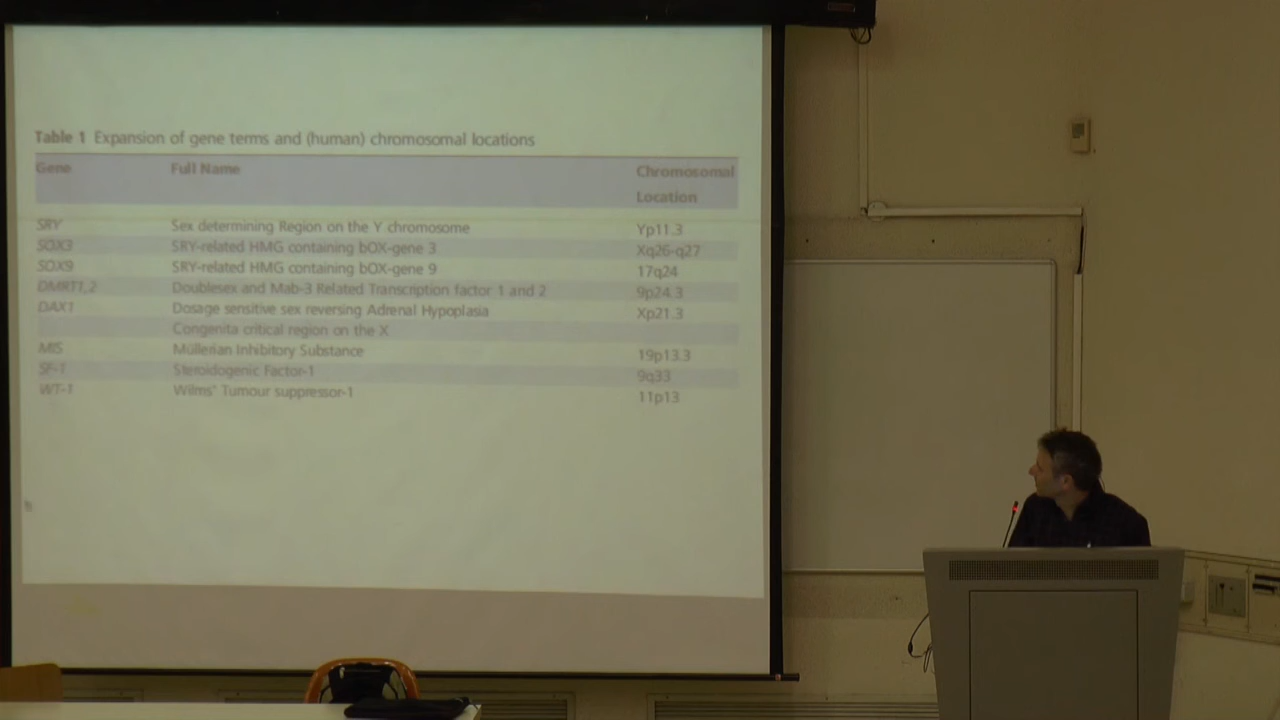 Table 1 Expansion of gene terms and (human) chromosomal locations
Gene Full Name Chromosomal Location
SRY Sex determining Region on the Y chromosome Yp11.3
SOX3 SRY-related HMG containing bOX-gene 3 Xq26-q27
SOX9 SRY-related HMG containing bOX-gene 9 17q24
DMRT1,2 Doublesex and Mab-3 Related Transcription factor 1 and 2 9p24.3
DAX1 Dosage sensitive sex reversing Adrenal Hypoplasia Xp21.3
Congenita critical region on the X
MIS Müllerian Inhibitory Substance 19p13.3
SF-1 Steroidogenic Factor-1 9q33
WT-1 Wilms' Tumour suppressor-1 11p13